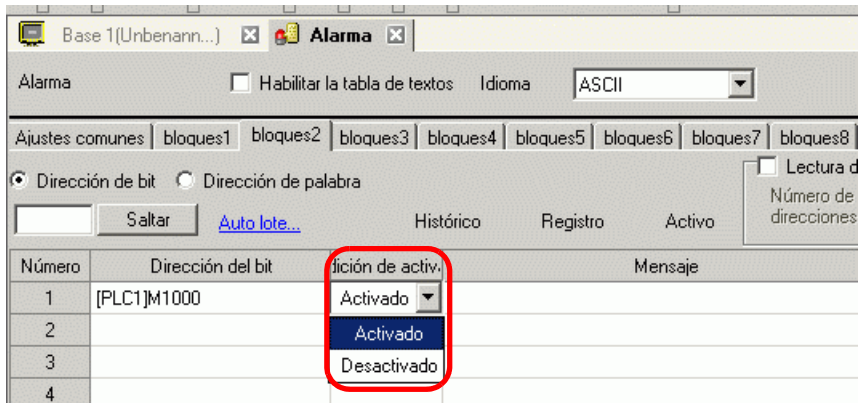 Base 1(Unbenann...) Alarma
Alarma Habilitar la tabla de textos Idioma ASCII
Ajustes comunes bloques1 bloques2 bloques3 bloques4 bloques5 bloques6 bloques7 bloques8
Lectura d
Dirección de bit Dirección de palabra
Número de
direcciones
Saltar Auto lote... Histórico Registro Activo
Número Dirección del bit dición de activ Mensaje
1 [PLC1]M1000 Activado
2 Activado
3 Desactivado
4